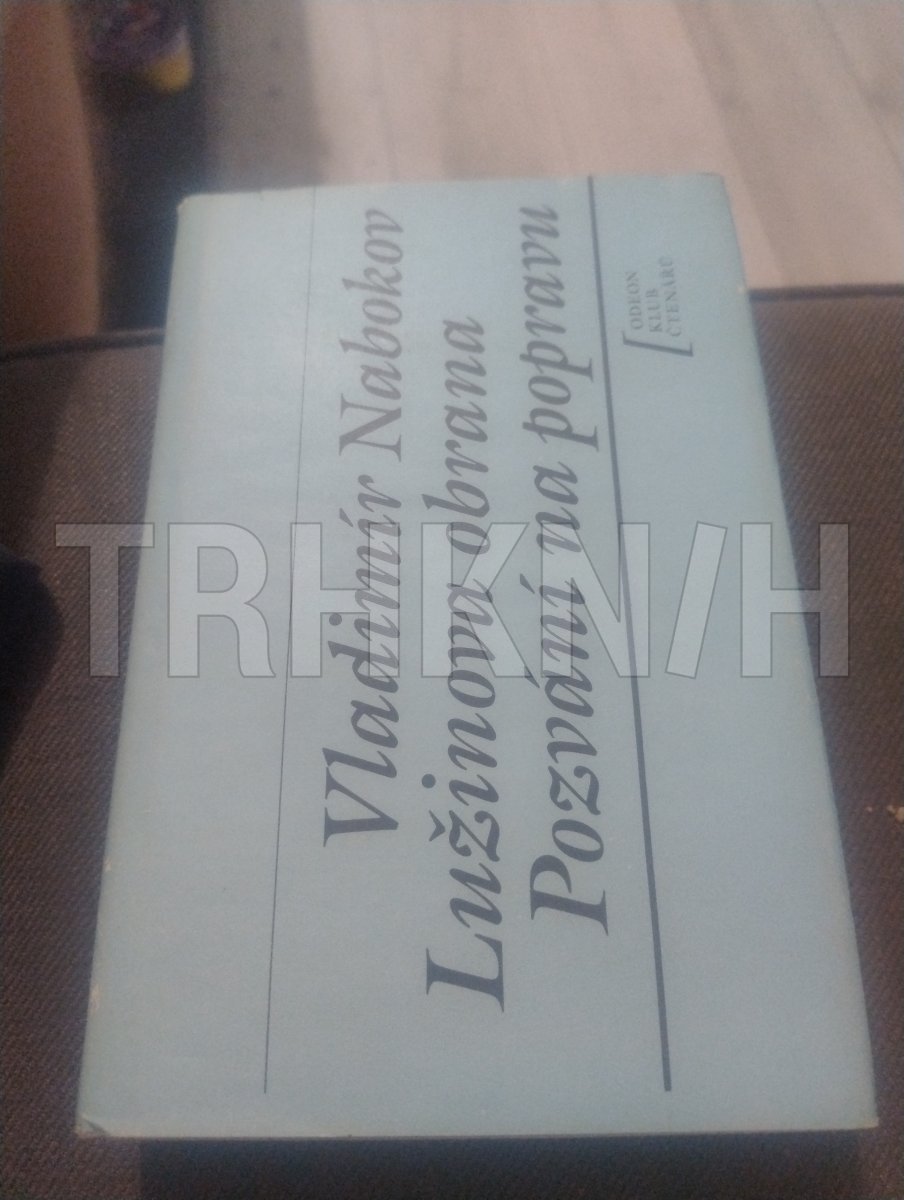 Vladimír Nabokov
Lužinova obrana
Pozvání na popravu
ODEON
KLUB
ČTENÁŘŮ
TRHKNIH